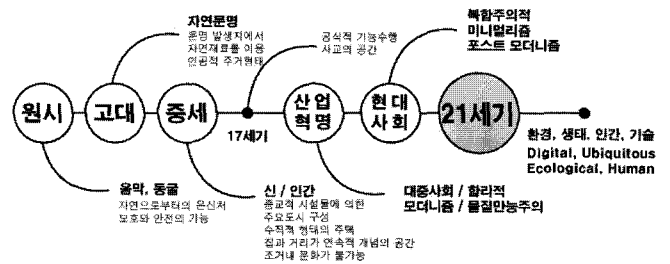 자연문명
문명 발생지에서
자연재료를 이용
인공적 주거형태
공식적 기능수행
사교의 공간
복합주의적
미니멀리즘
포스트 모더니즘
원시
고대
중세
17세기
산업
혁명
현대
사회
21세기
환경, 생태, 인간, 기술
Digital, Ubiquitous
Ecological, Human
움막, 동굴
자연으로부터의 은신처
보호와 안전의 기능
신 / 인간
종교적 시설물에 의한
주요도시 구성
수직적 형태의 주택
집과 거리가 연속적 개념의 공간
주거내 문화가 불가능
대중사회 / 합리적
모더니즘 / 물질만능주의